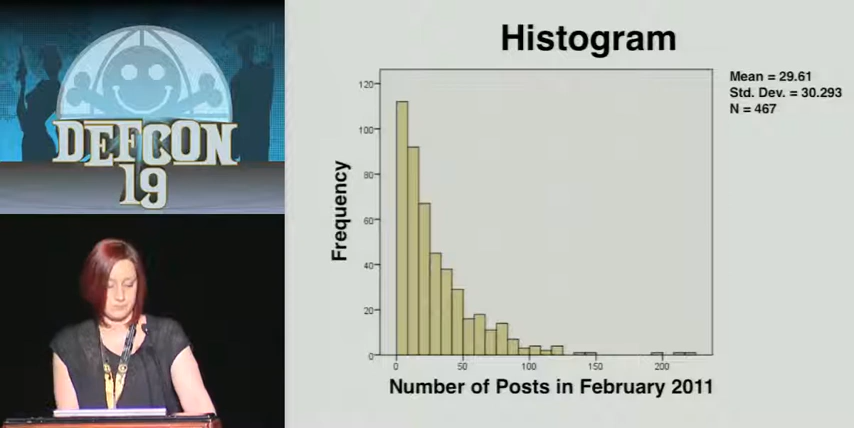 DEFCON
19
Histogram
Mean = 29.61
Std. Dev. = 30.293
N = 467
Frequency
120
100
80
60
40
20
0
0 50 100 150 200
Number of Posts in February 2011